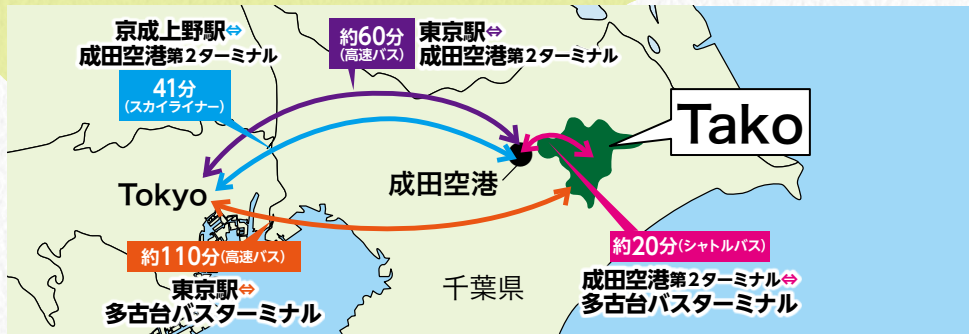 京成上野駅⇔
成田空港第2ターミナル
41分
(スカイライナー)
約60分
(高速バス)
東京駅⇔
成田空港第2ターミナル
Tako
成田空港
Tokyo
約110分(高速バス)
東京駅⇔
多古台バスターミナル
千葉県
約20分(シャトルバス)
成田空港第2ターミナル⇔
多古台バスターミナル